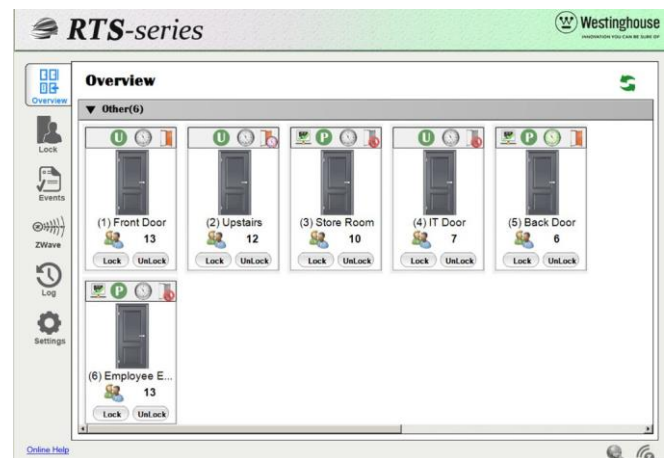 RTS-series
Westinghouse
INNOVATION YOU CAN BE SURE OF
Overview
Lock
Events
ZWave
Log
Settings
Online Help
Overview
▼ Other(6)
U
(1) Front Door
13
Lock UnLock
U
(2) Upstairs
12
Lock UnLock
P
(3) Store Room
10
Lock UnLock
U
(4) IT Door
7
Lock UnLock
P
(5) Back Door
6
Lock UnLock
P
(6) Employee E...
13
Lock UnLock